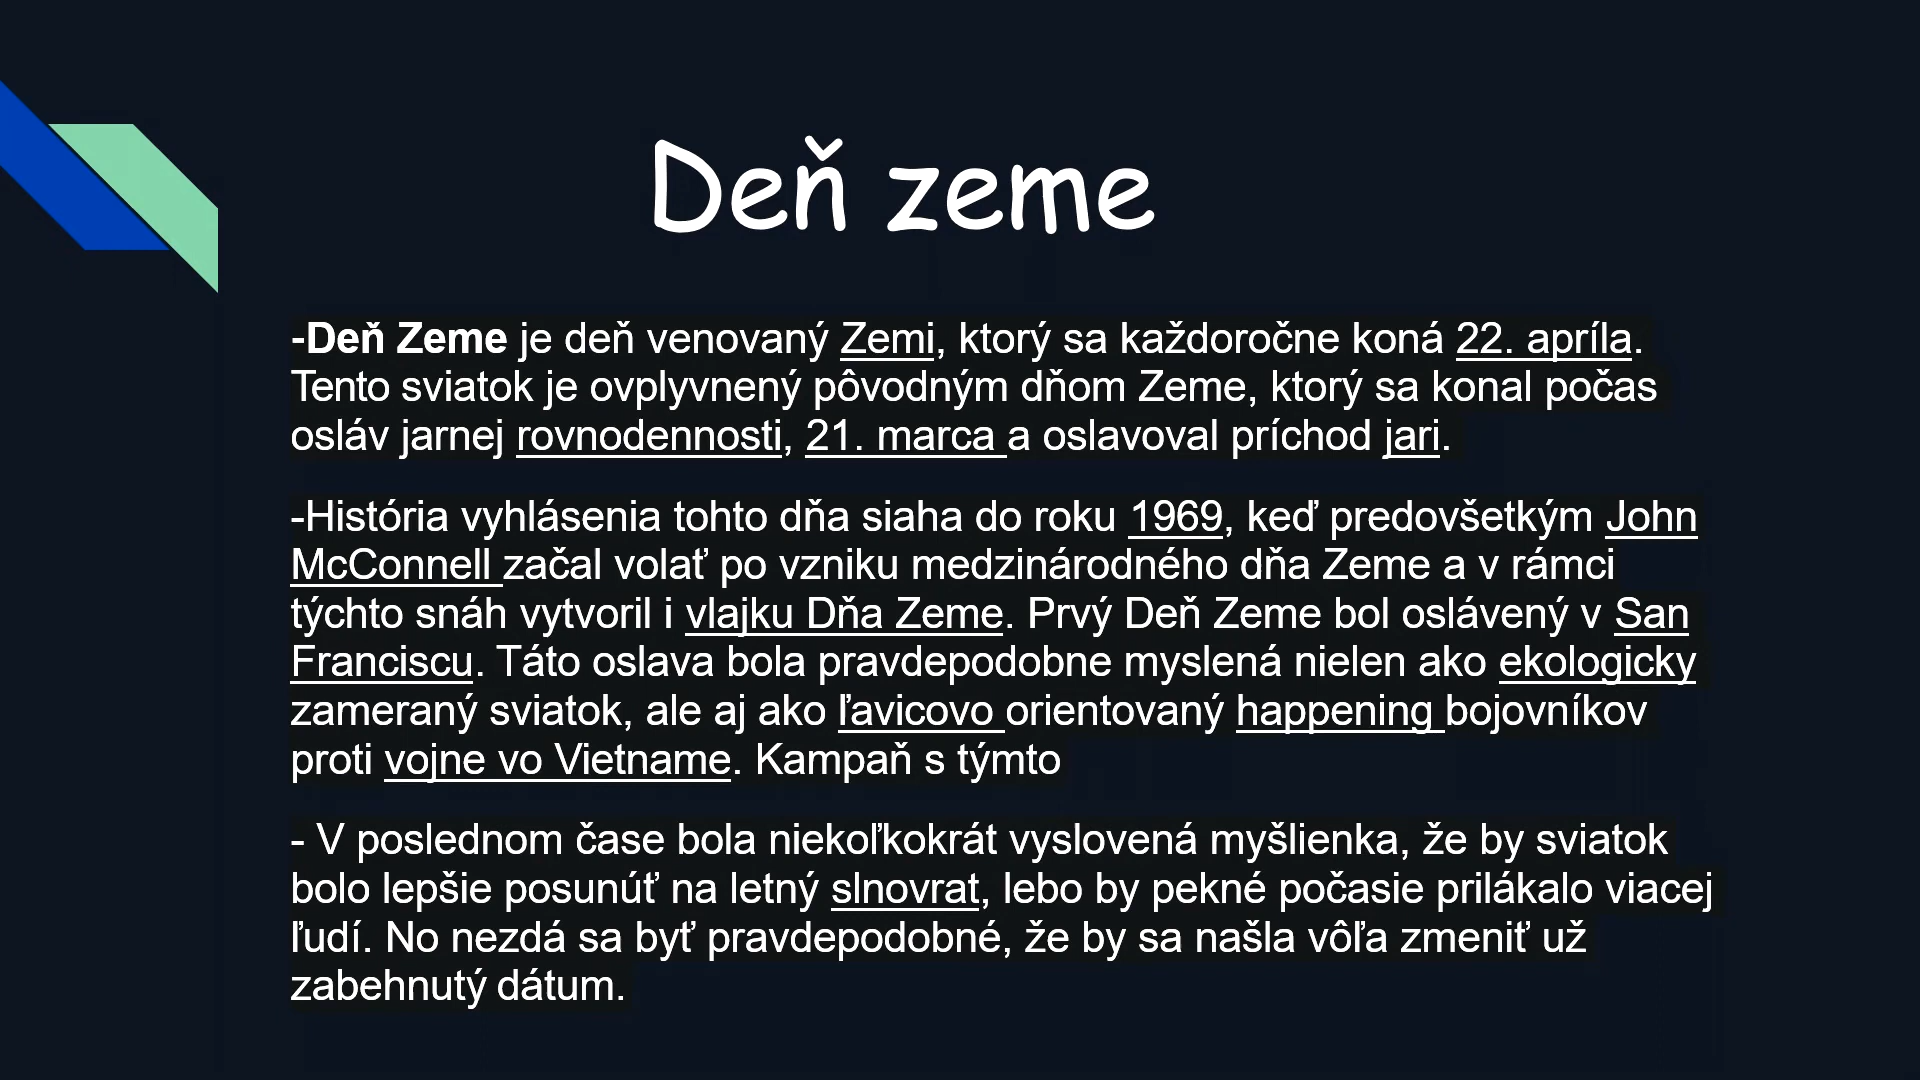 Deň zeme
-Deň Zeme je deň venovaný Zemi, ktorý sa každoročne koná 22. apríla.
Tento sviatok je ovplyvnený pôvodným dňom Zeme, ktorý sa konal počas
osláv jarnej rovnodennosti, 21. marca a oslavoval príchod jari.
-História vyhlásenia tohto dňa siaha do roku 1969, keď predovšetkým John
McConnell začal volať po vzniku medzinárodného dňa Zeme a v rámci
týchto snáh vytvoril i vlajku Dňa Zeme. Prvý Deň Zeme bol oslávený v San
Franciscu. Táto oslava bola pravdepodobne myslená nielen ako ekologicky
zameraný sviatok, ale aj ako ľavicovo orientovaný happening bojovníkov
proti vojne vo Vietname. Kampaň s týmto
- V poslednom čase bola niekoľkokrát vyslovená myšlienka, že by sviatok
bolo lepšie posunúť na letný slnovrat, lebo by pekné počasie prilákalo viacej
ľudí. No nezdá sa byť pravdepodobné, že by sa našla vôľa zmeniť už
zabehnutý dátum.